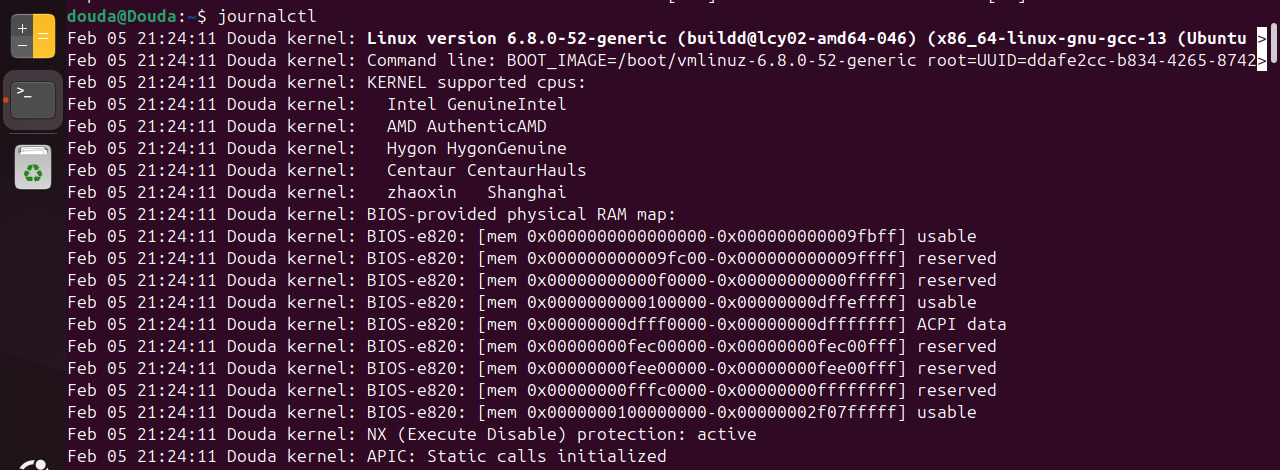 douda@Douda:~$ journalctl
Feb 05 21:24:11 Douda kernel: Linux version 6.8.0-52-generic (buildd@lcy02-amd64-046) (x86_64-linux-gnu-gcc-13 (Ubuntu >
Feb 05 21:24:11 Douda kernel: Command line: BOOT_IMAGE=/boot/vmlinuz-6.8.0-52-generic root=UUID=ddafe2cc-b834-4265-8742>
Feb 05 21:24:11 Douda kernel: KERNEL supported cpus:
Feb 05 21:24:11 Douda kernel:   Intel GenuineIntel
Feb 05 21:24:11 Douda kernel:   AMD AuthenticAMD
Feb 05 21:24:11 Douda kernel:   Hygon HygonGenuine
Feb 05 21:24:11 Douda kernel:   Centaur CentaurHauls
Feb 05 21:24:11 Douda kernel:   zhaoxin   Shanghai
Feb 05 21:24:11 Douda kernel: BIOS-provided physical RAM map:
Feb 05 21:24:11 Douda kernel: BIOS-e820: [mem 0x0000000000000000-0x000000000009fbff] usable
Feb 05 21:24:11 Douda kernel: BIOS-e820: [mem 0x000000000009fc00-0x000000000009ffff] reserved
Feb 05 21:24:11 Douda kernel: BIOS-e820: [mem 0x00000000000f0000-0x00000000000fffff] reserved
Feb 05 21:24:11 Douda kernel: BIOS-e820: [mem 0x0000000000100000-0x00000000dffeffff] usable
Feb 05 21:24:11 Douda kernel: BIOS-e820: [mem 0x00000000dfff0000-0x00000000dfffffff] ACPI data
Feb 05 21:24:11 Douda kernel: BIOS-e820: [mem 0x00000000fec00000-0x00000000fec00fff] reserved
Feb 05 21:24:11 Douda kernel: BIOS-e820: [mem 0x00000000fee00000-0x00000000fee00fff] reserved
Feb 05 21:24:11 Douda kernel: BIOS-e820: [mem 0x00000000fffc0000-0x00000000ffffffff] reserved
Feb 05 21:24:11 Douda kernel: BIOS-e820: [mem 0x0000000100000000-0x00000002f07fffff] usable
Feb 05 21:24:11 Douda kernel: NX (Execute Disable) protection: active
Feb 05 21:24:11 Douda kernel: APIC: Static calls initialized